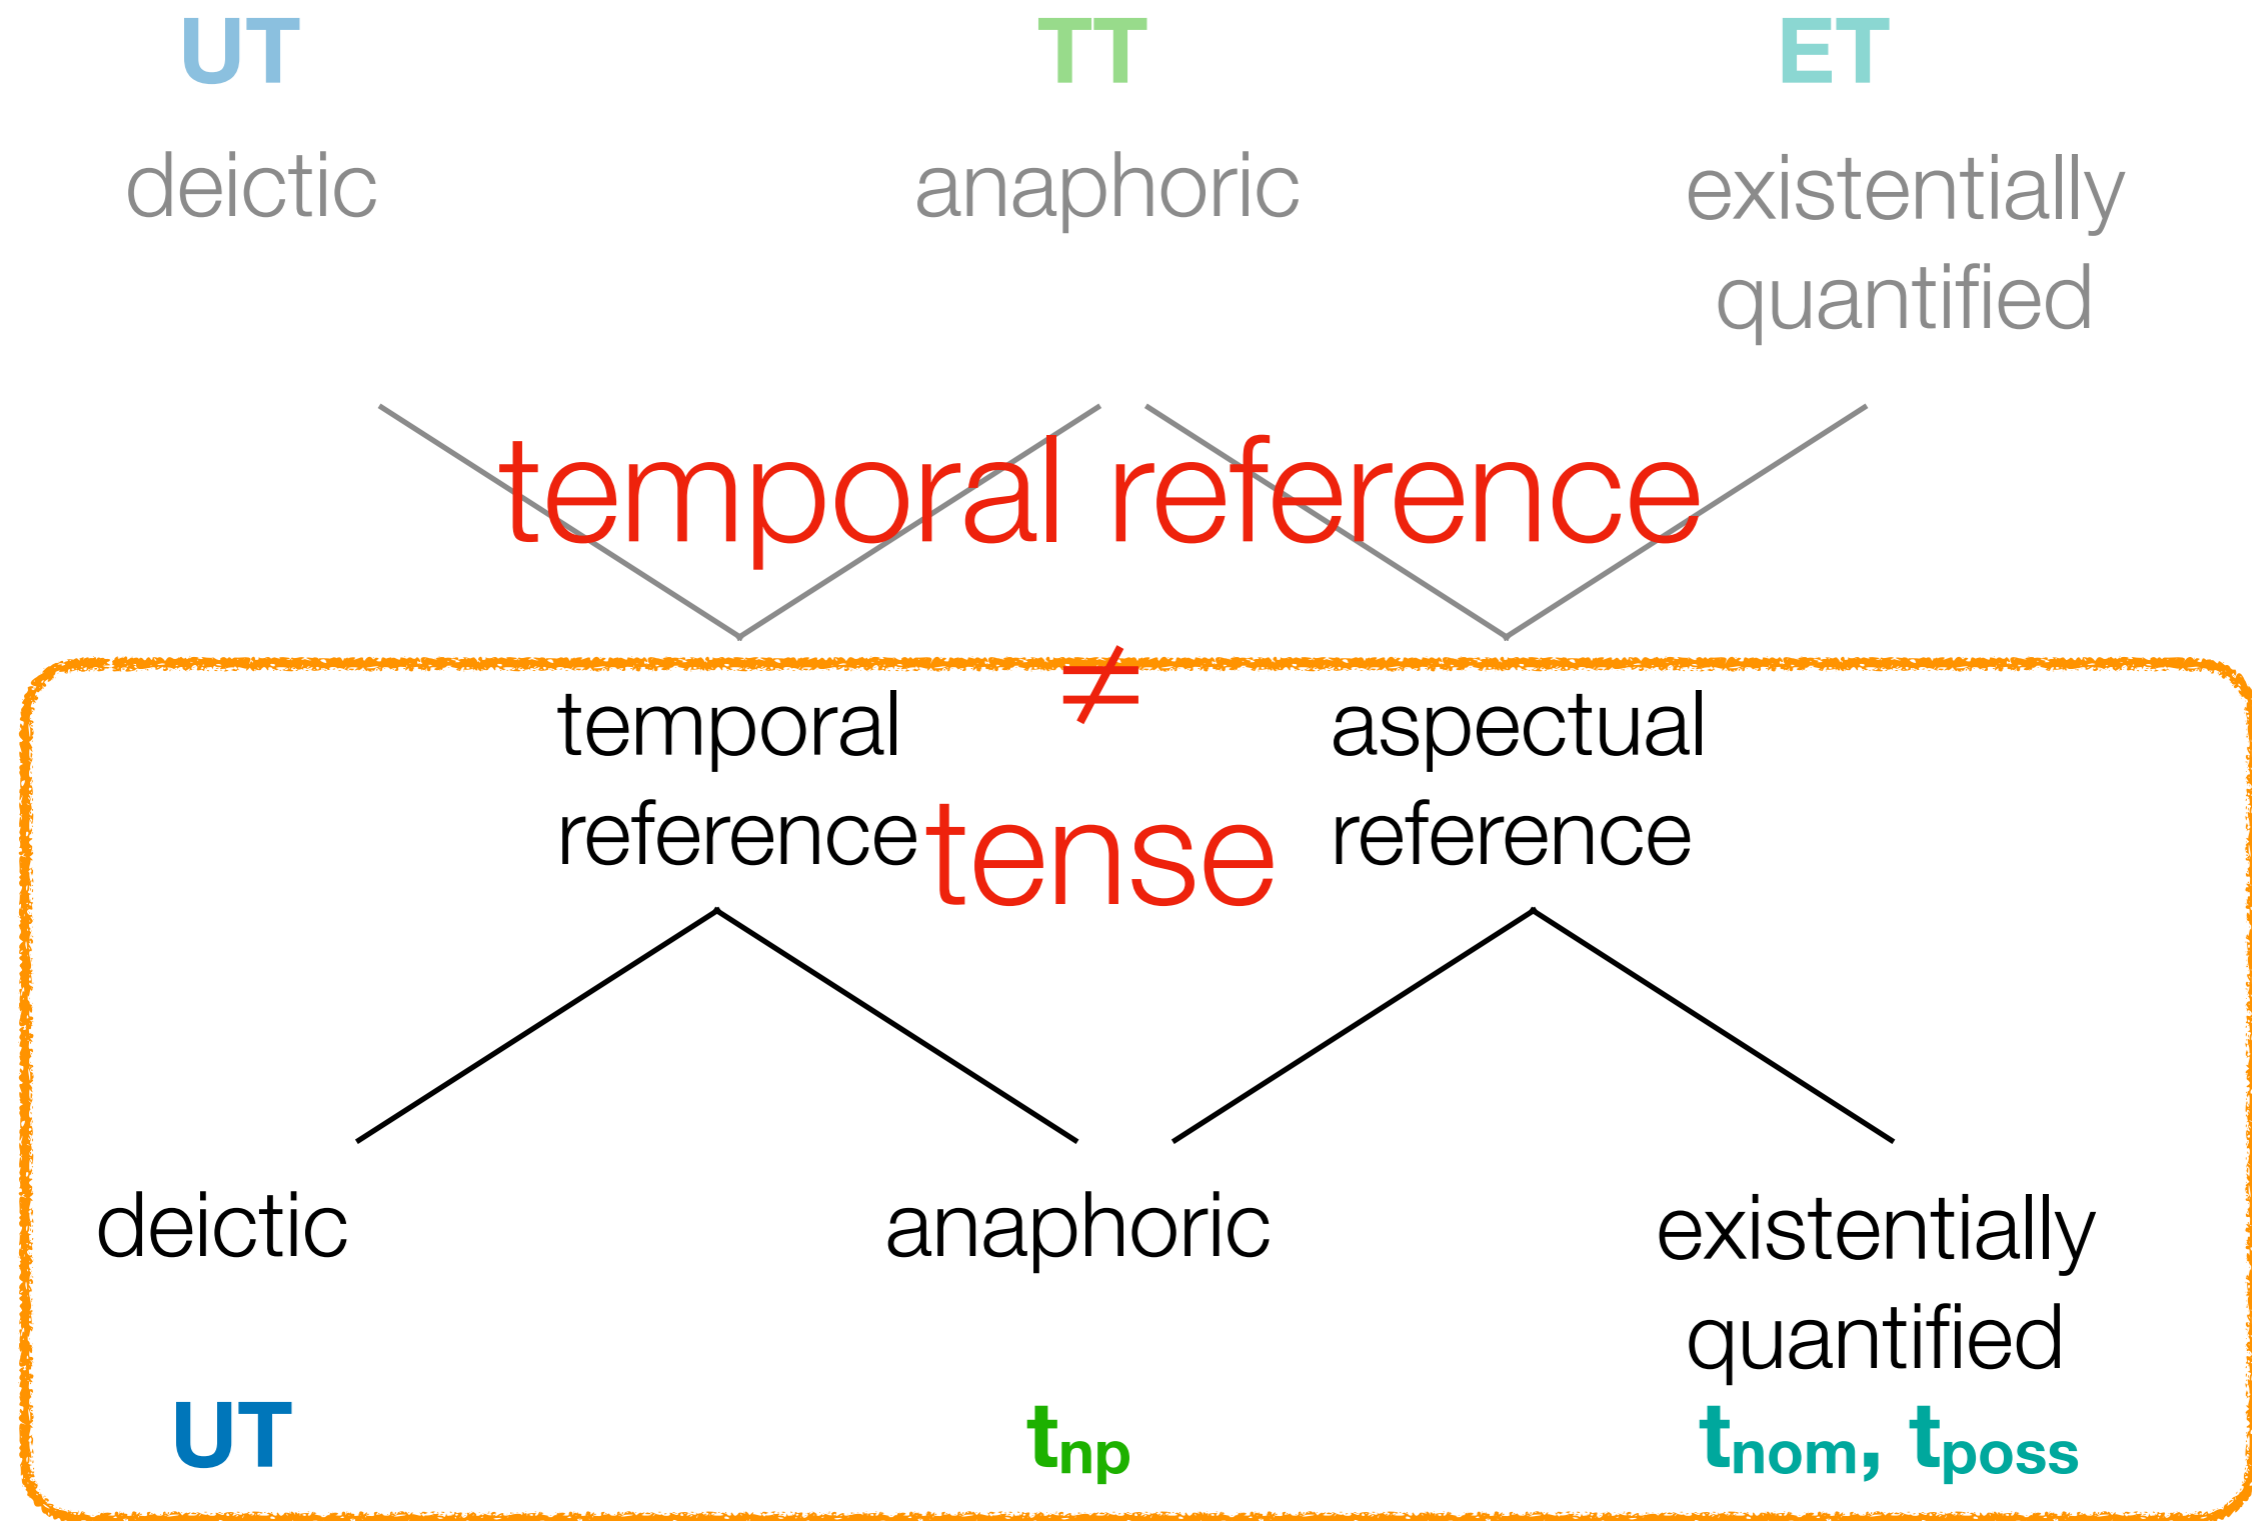 UT TT ET
deictic anaphoric existentially
quantified
temporal reference
≠
temporal aspectual
reference tense reference
deictic anaphoric existentially
quantified
UT tnp tnom, tposs